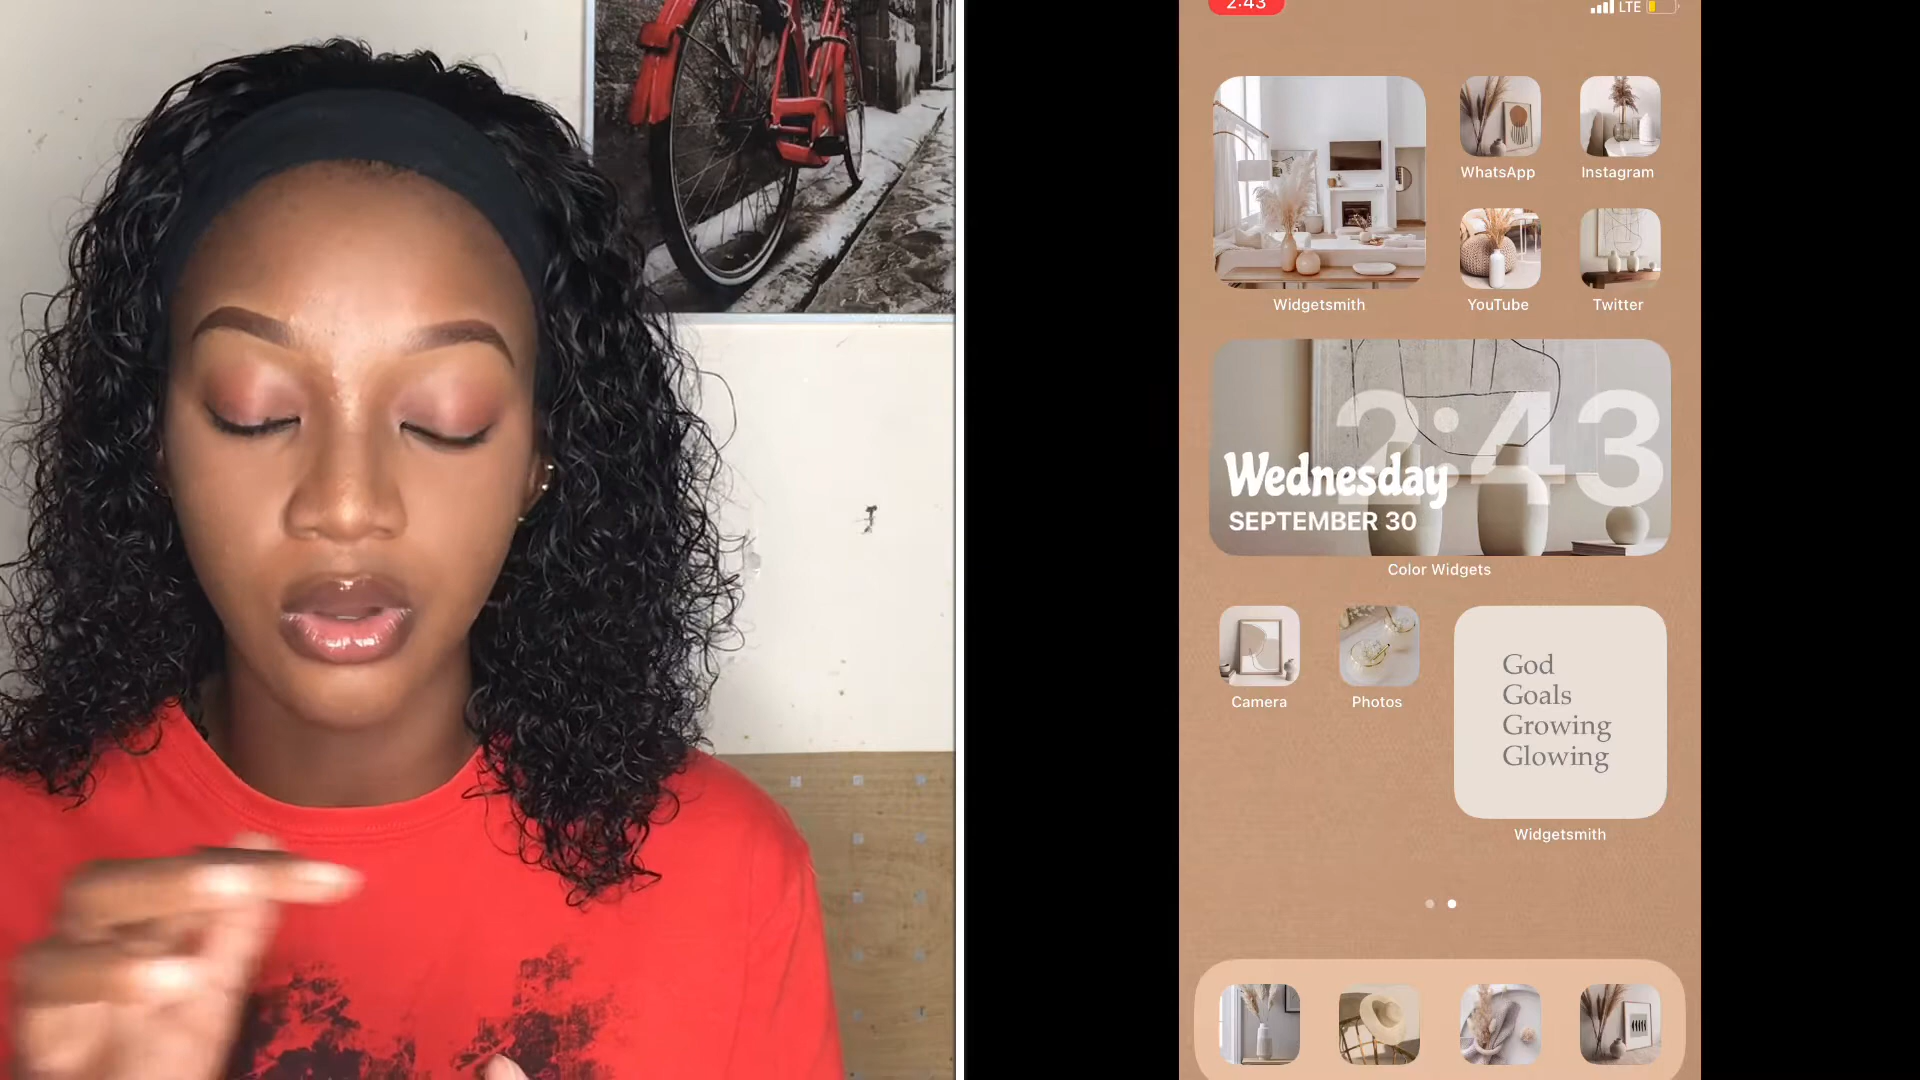 2:43
LTE
WhatsApp
Instagram
Widgetsmith
YouTube
Twitter
2:43
Wednesday
SEPTEMBER 30
Color Widgets
Camera
Photos
God
Goals
Growing
Glowing
Widgetsmith